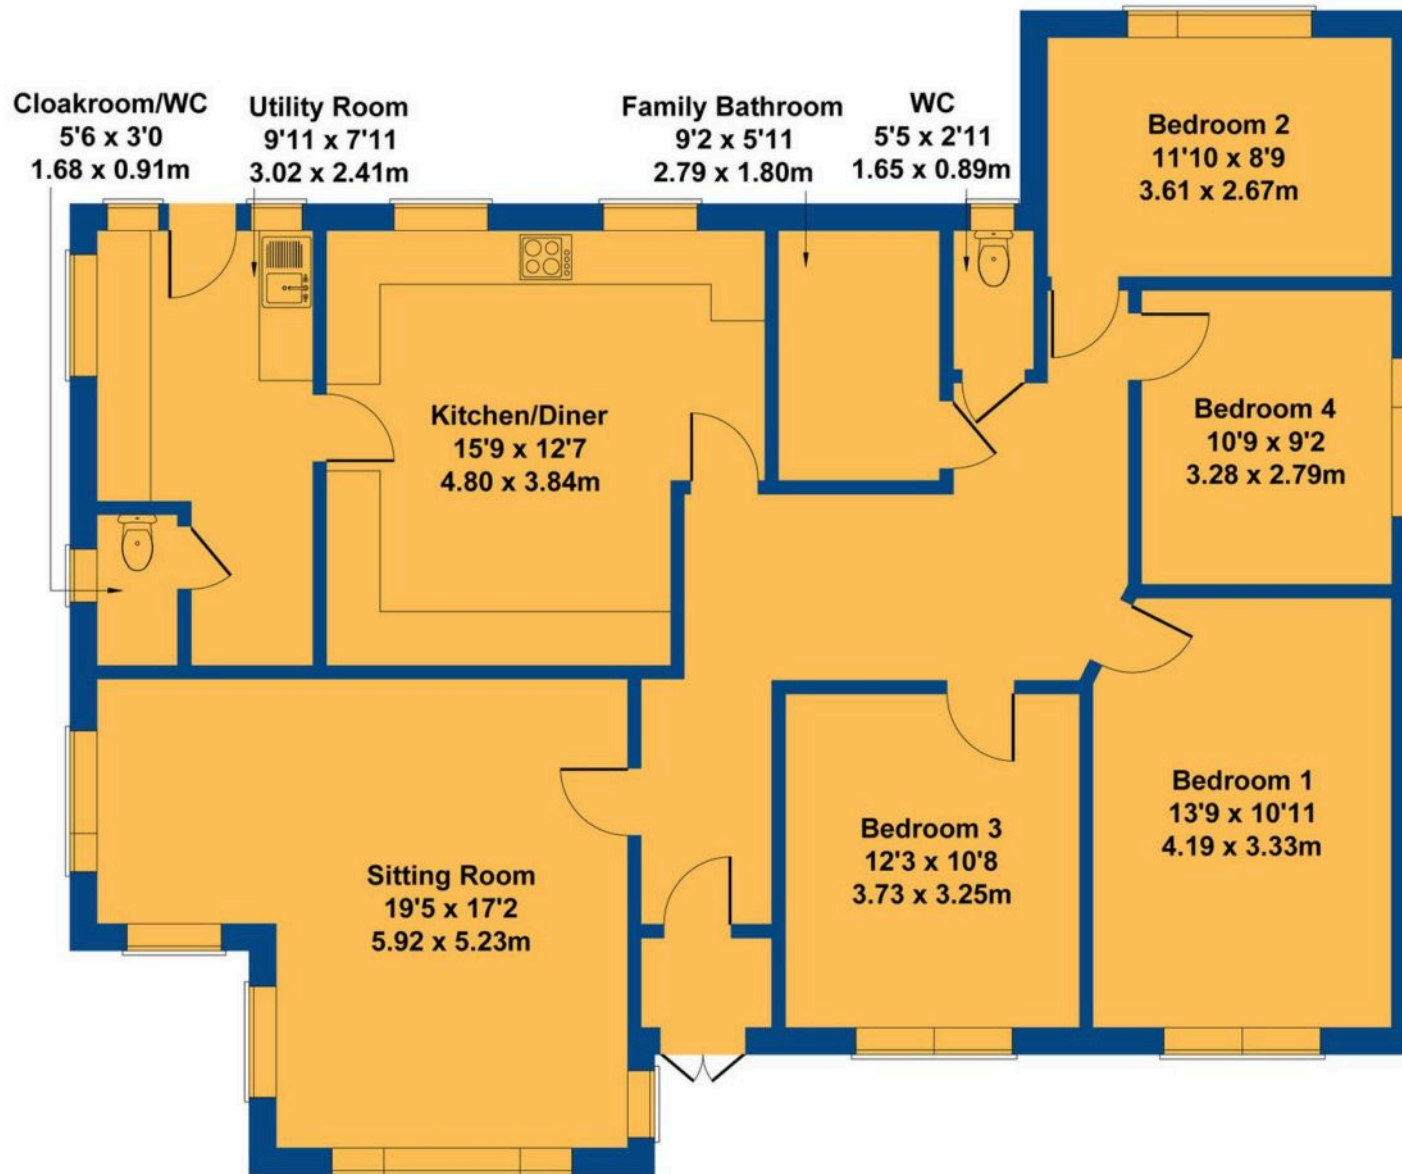 Cloakroom/WC
5'6 x 3'0
1.68 x 0.91m
Utility Room
9'11 x 7'11
3.02 x 2.41m
Family Bathroom
9'2 x 5'11
2.79 x 1.80m
WC
5'5 x 2'11
1.65 x 0.89m
Bedroom 2
11'10 x 8'9
3.61 x 2.67m
Kitchen/Diner
15'9 x 12'7
4.80 x 3.84m
Bedroom 4
10'9 x 9'2
3.28 x 2.79m
Sitting Room
19'5 x 17'2
5.92 x 5.23m
Bedroom 3
12'3 x 10'8
3.73 x 3.25m
Bedroom 1
13'9 x 10'11
4.19 x 3.33m